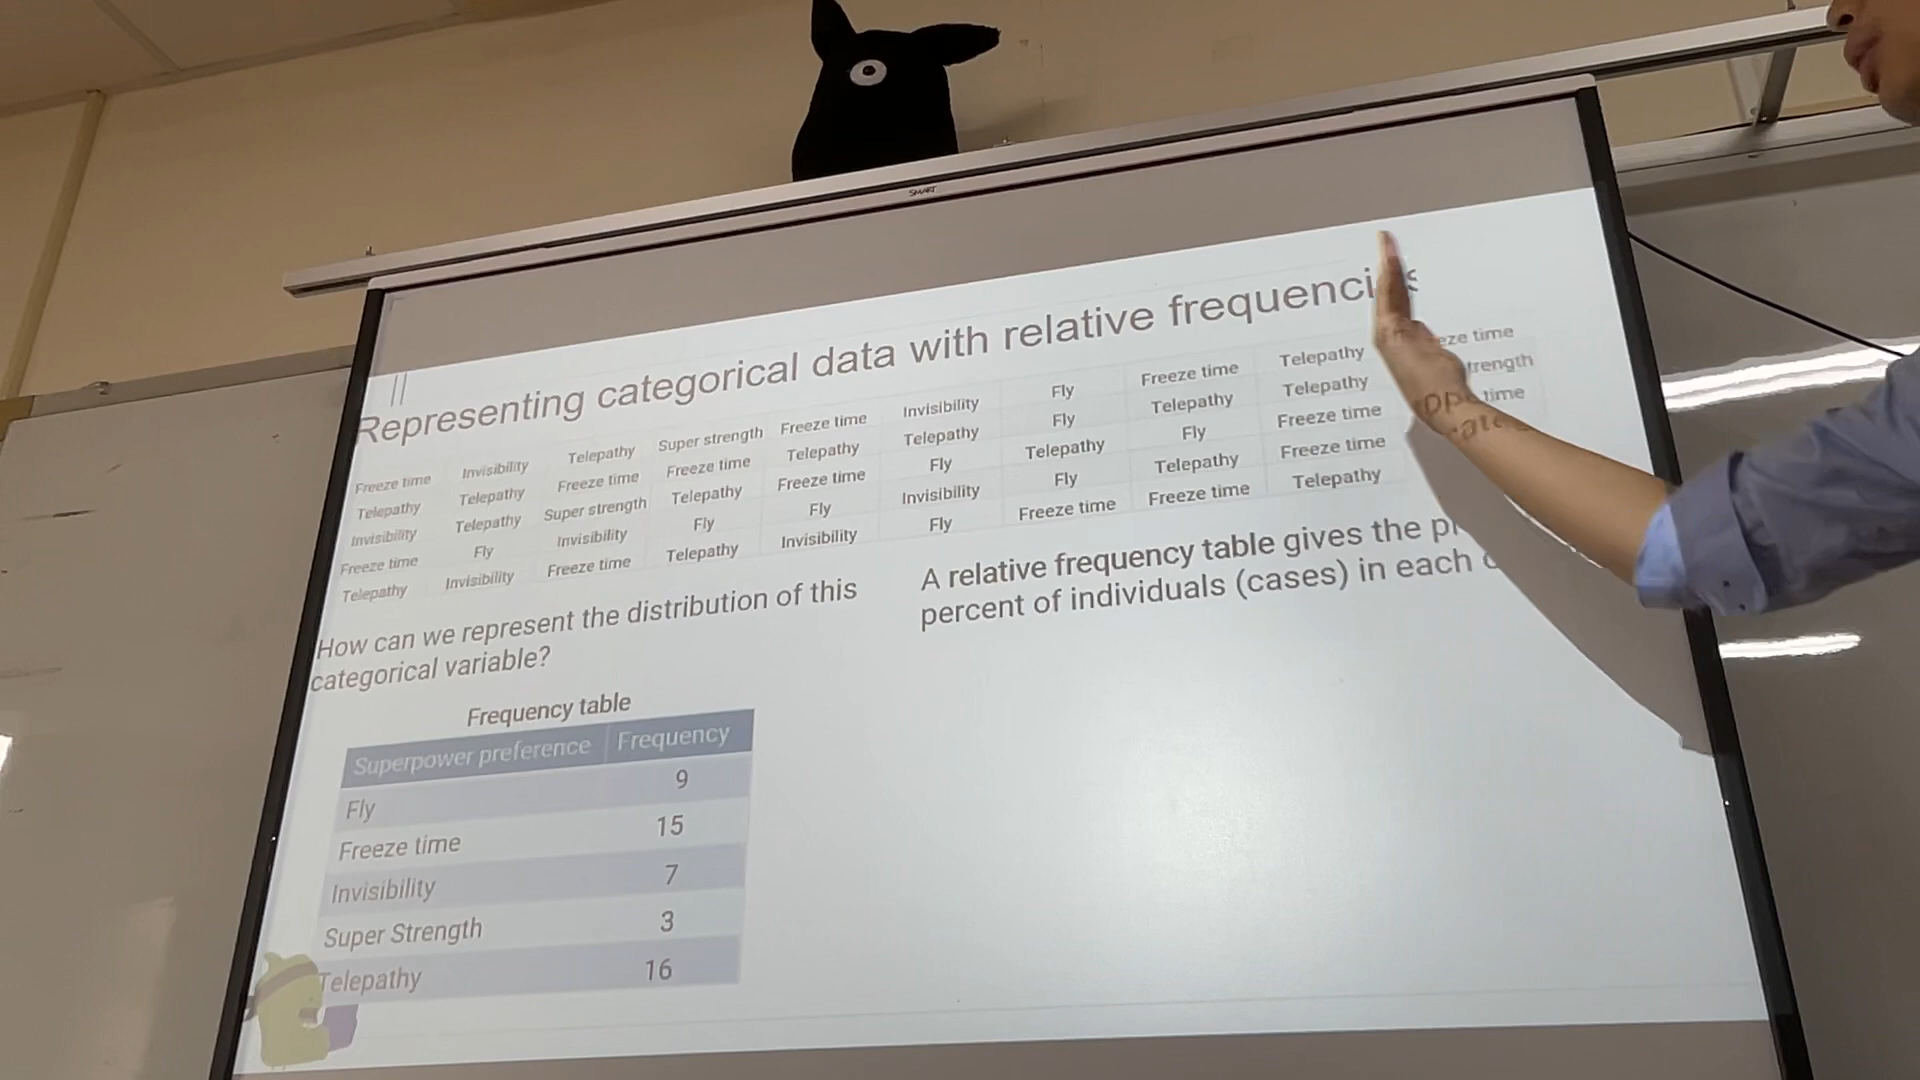 SMART
Representing categorical data with relative
Freeze time Invisibility Telepathy Super strength Freeze time Invisibility Fly Freeze time Telepathy time
Telepathy Telepathy Freeze time Freeze time Telepathy Telepathy Fly Telepathy Telepathy
Invisibility Telepathy Super strength Telepathy Freeze time Fly Telepathy Fly Freeze time time
Freeze time Fly Invisibility Fly Fly Invisibility Fly Telepathy Freeze time
Telepathy Invisibility Freeze time Telepathy Invisibility Fly Freeze time Freeze time Telepathy
How can we represent the distribution of this
categorical variable?
A relative frequency table gives the
percent of individuals (cases) in each
Frequency table
Superpower preference Frequency
Fly 9
Freeze time 15
Invisibility 7
Super Strength 3
Telepathy 16